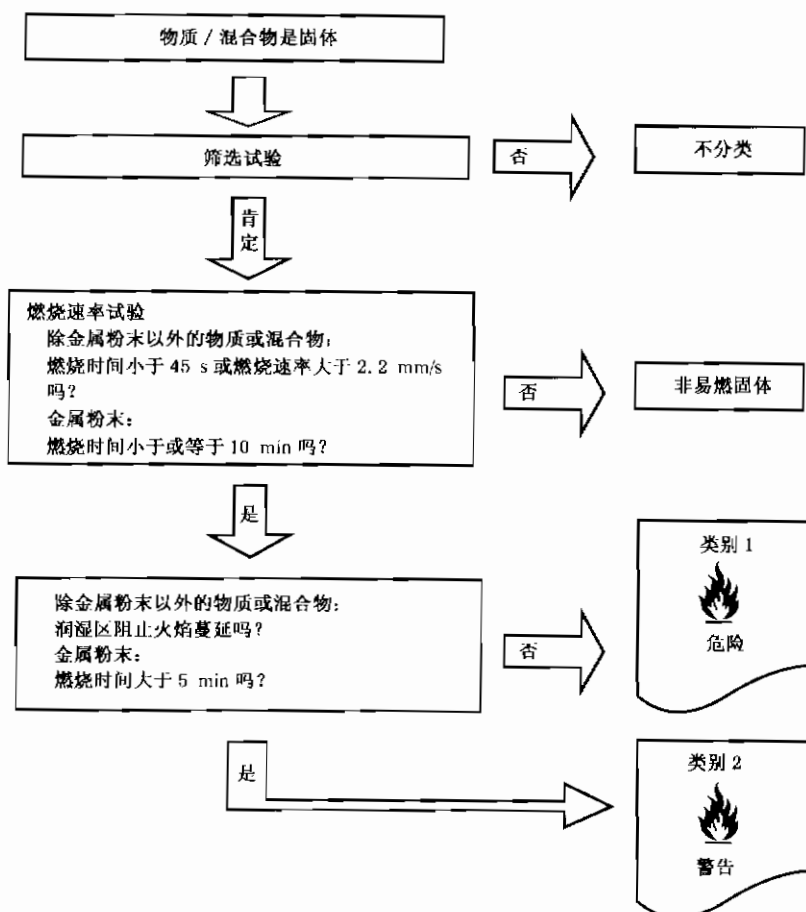 物质/混合物是固体
筛选试验
否
不分类
肯
定
燃烧速率试验
除金属粉末以外的物质或混合物:
燃烧时间小于 45 s 或燃烧速率大于 2.2 mm/s
吗?
金属粉末:
燃烧时间小于或等于 10 min 吗?
否
非易燃固体
是
除金属粉末以外的物质或混合物:
润湿区阻止火焰蔓延吗?
金属粉末:
燃烧时间大于 5 min 吗?
否
类别 1
危险
是
类别 2
警告